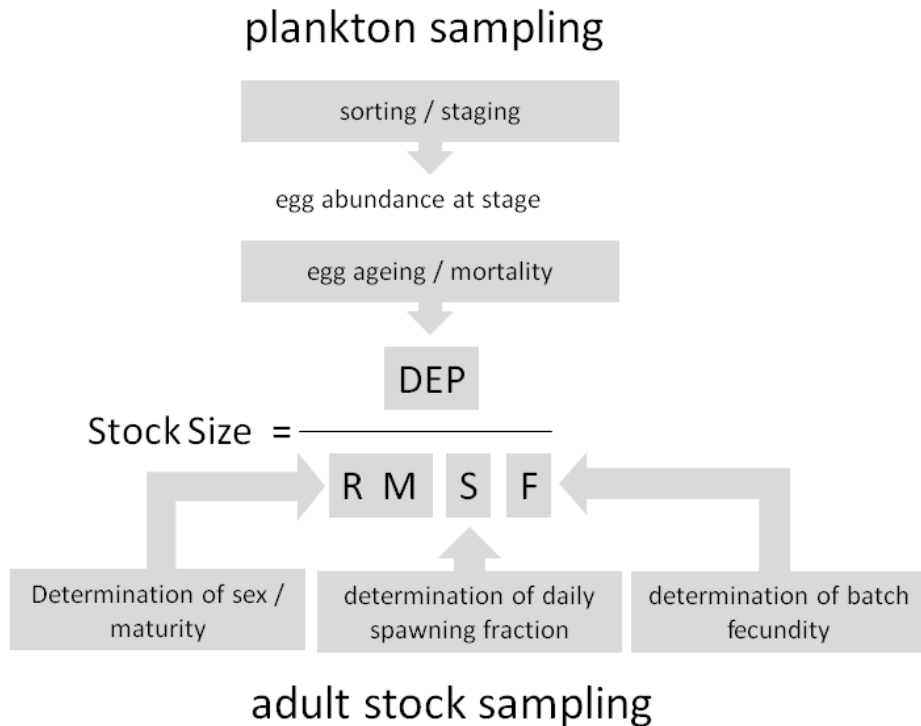 plankton sampling
sorting / staging
egg abundance at stage
egg ageing / mortality
DEP
Stock Size =
R M S F
Determination of sex /
maturity
determination of daily
spawning fraction
determination of batch
fecundity
adult stock sampling